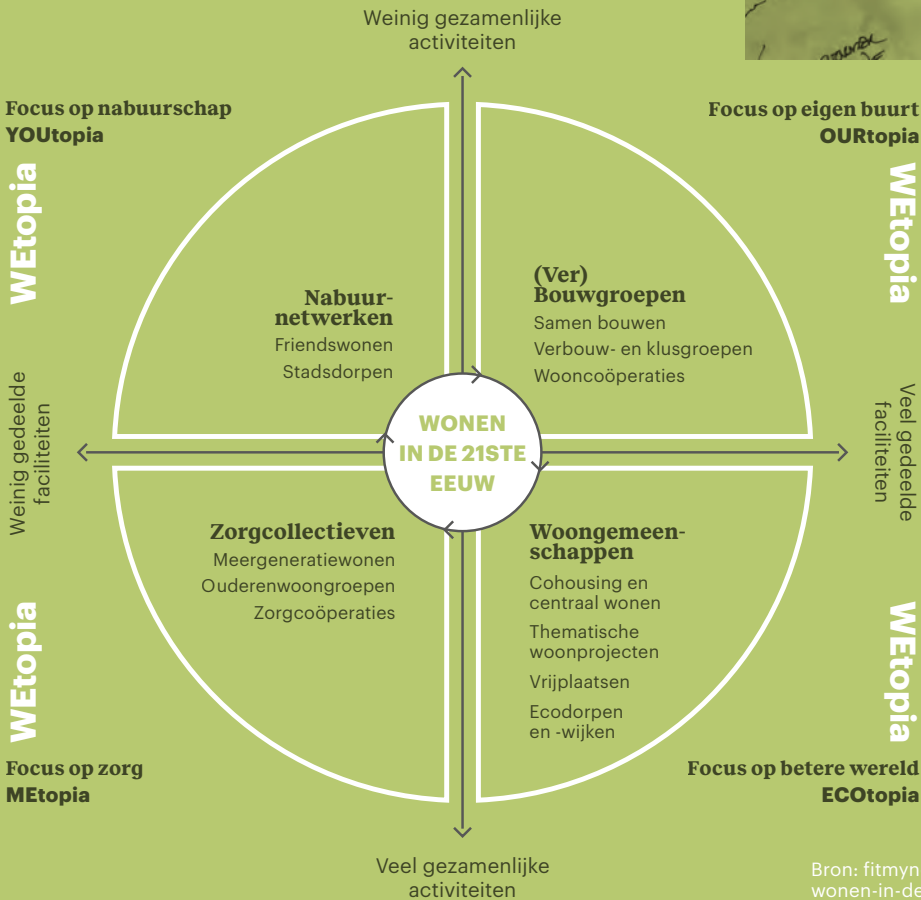 Weinig gezamenlijke
activiteiten
Focus op nabuurschap
YOUtopia
Focus op eigen buurt
OURtopia
WEtopia
WEtopia
Nabuur-
netwerken
Friendswonen
Stadsdorpen
(Ver)
Bouwgroepen
Samen bouwen
Verbouw- en klusgroepen
Wooncoöperaties
Weinig gedeelde
faciliteiten
WONEN
IN DE 21STE
EEUW
Veel gedeelde
faciliteiten
Zorgcollectieven
Meergeneratiewonen
Ouderenwoongroepen
Zorgcoöperaties
Woongemeen-
schappen
Cohousing en
centraal wonen
Thematische
woonprojecten
Vrijplaatsen
Ecodorpen
en -wijken
WEtopia
WEtopia
Focus op zorg
MEtopia
Focus op betere wereld
ECOtopia
Veel gezamenlijke
activiteiten
Bron: fitmyn
wonen-in-de